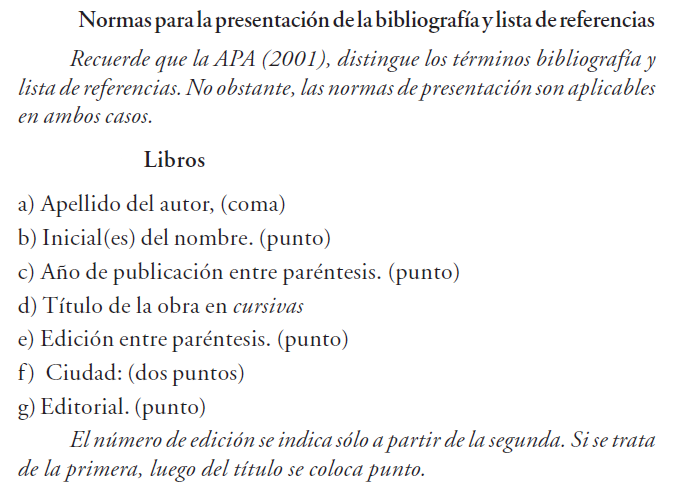 Normas para la presentación de la bibliografía y lista de referencias
Recuerde que la APA (2001), distingue los términos bibliografía y
lista de referencias. No obstante, las normas de presentación son aplicables
en ambos casos.
Libros
a) Apellido del autor, (coma)
b) Inicial(es) del nombre. (punto)
c) Año de publicación entre paréntesis. (punto)
d) Título de la obra en cursivas
e) Edición entre paréntesis. (punto)
f) Ciudad: (dos puntos)
g) Editorial. (punto)
El número de edición se indica sólo a partir de la segunda. Si se trata
de la primera, luego del título se coloca punto.